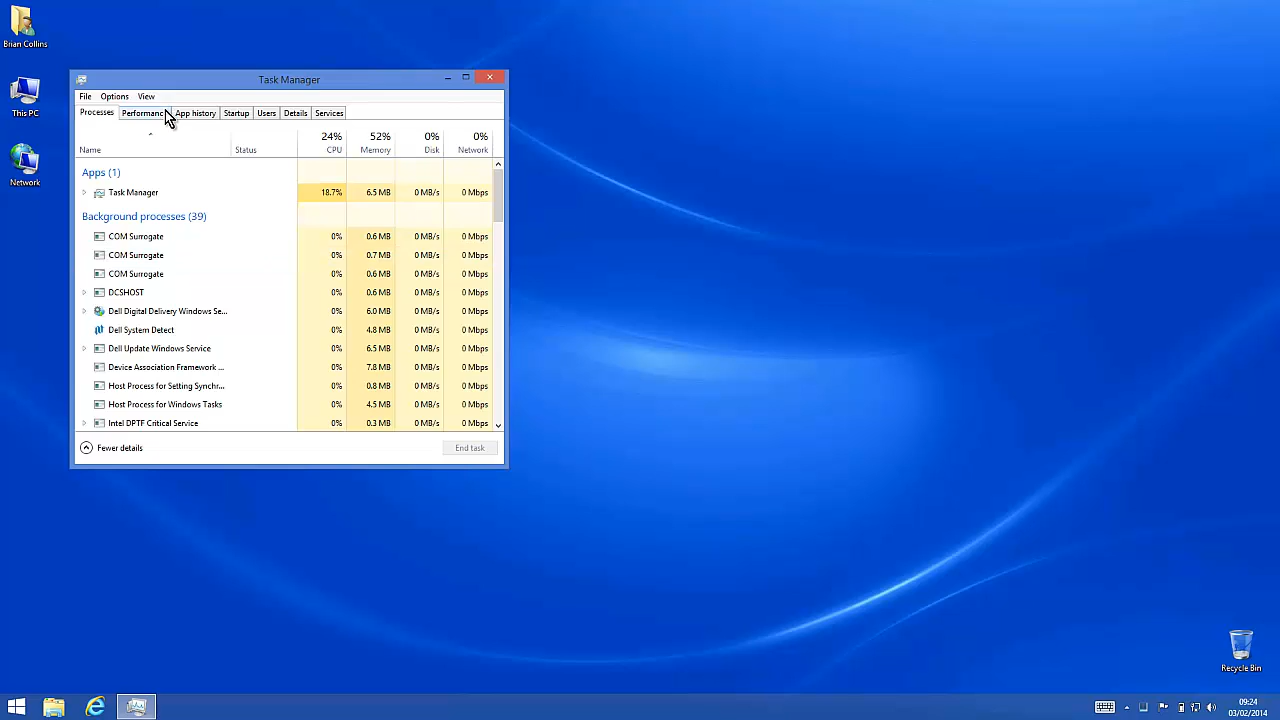 Brian Collins
This PC
Network
Task Manager
File Options View
Processes Performanc App history Startup Users Details Services
24% 52% 0% 0%
Name Status CPU Memory Disk Network
Apps (1)
Task Manager 18.7% 6.5 MB 0 MB/s 0 Mbps
Background processes (39)
COM Surrogate 0% 0.6 MB 0 MB/s 0 Mbps
COM Surrogate 0% 0.7 MB 0 MB/s 0 Mbps
COM Surrogate 0% 0.6 MB 0 MB/s 0 Mbps
DCSHOST 0% 0.6 MB 0 MB/s 0 Mbps
Dell Digital Delivery Windows Se... 0% 6.0 MB 0 MB/s 0 Mbps
Dell System Detect 0% 4.8 MB 0 MB/s 0 Mbps
Dell Update Windows Service 0% 6.5 MB 0 MB/s 0 Mbps
Device Association Framework ... 0% 7.8 MB 0 MB/s 0 Mbps
Host Process for Setting Synchr... 0% 0.8 MB 0 MB/s 0 Mbps
Host Process for Windows Tasks 0% 4.5 MB 0 MB/s 0 Mbps
Intel DPTF Critical Service 0% 0.3 MB 0 MB/s 0 Mbps
Fewer details End task
Recycle Bin
09:24
03/02/2014